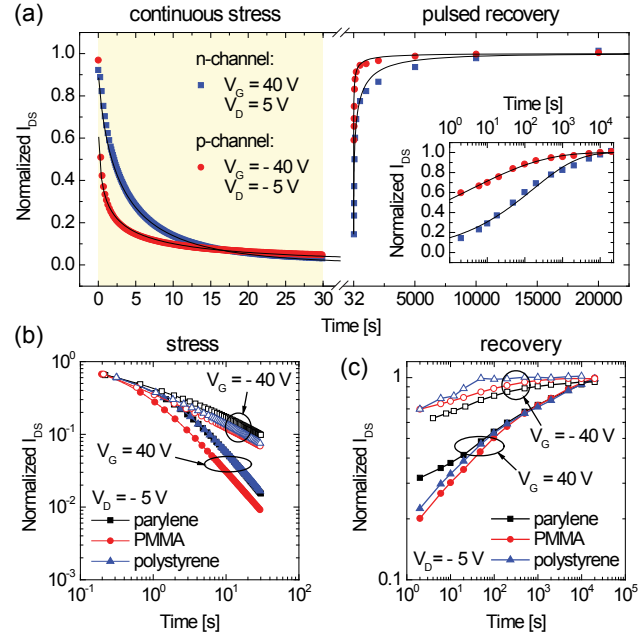 (a)
continuous stress
pulsed recovery
Normalized I_DS
1.0
0.8
0.6
0.4
0.2
0.0
n-channel:
V_G = 40 V
V_D = 5 V
p-channel:
V_G = - 40 V
V_D = - 5 V
Time [s]
10^0 10^1 10^2 10^3 10^4
Normalized I_DS
1.0
0.8
0.6
0.4
0.2
0.0
0 5 10 15 20 25 30 32 5000 10000 15000 20000
Time [s]
(b)
stress
Normalized I_DS
10^0
10^-1
10^-2
10^-3
V_G = - 40 V
V_G = 40 V
V_D = - 5 V
parylene
PMMA
polystyrene
10^-1 10^0 10^1 10^2
Time [s]
(c)
recovery
Normalized I_DS
1
0.1
V_G = - 40 V
V_G = 40 V
parylene
PMMA
polystyrene
V_D = - 5 V
10^0 10^1 10^2 10^3 10^4 10^5
Time [s]